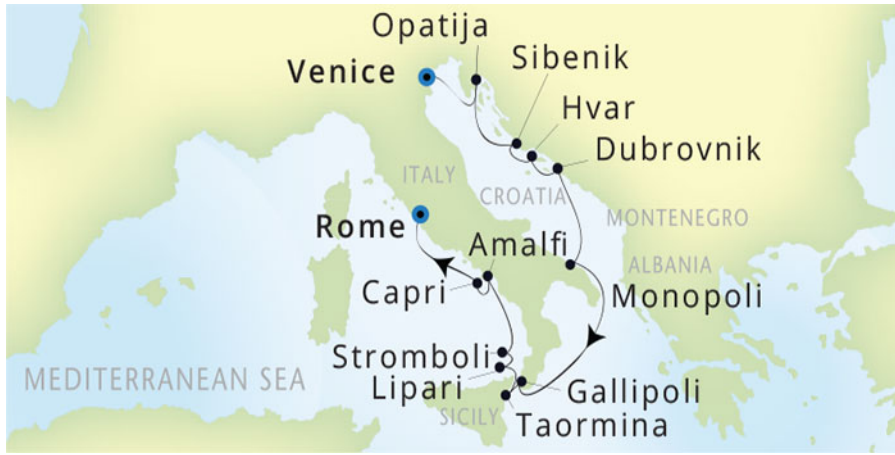 Opatija
Venice
Sibenik
Hvar
Dubrovnik
ITALY
CROATIA
MONTENEGRO
Rome
Amalfi
ALBANIA
Capri
Monopoli
Stromboli
MEDITERRANEAN SEA
Lipari
Gallipoli
SICILY
Taormina